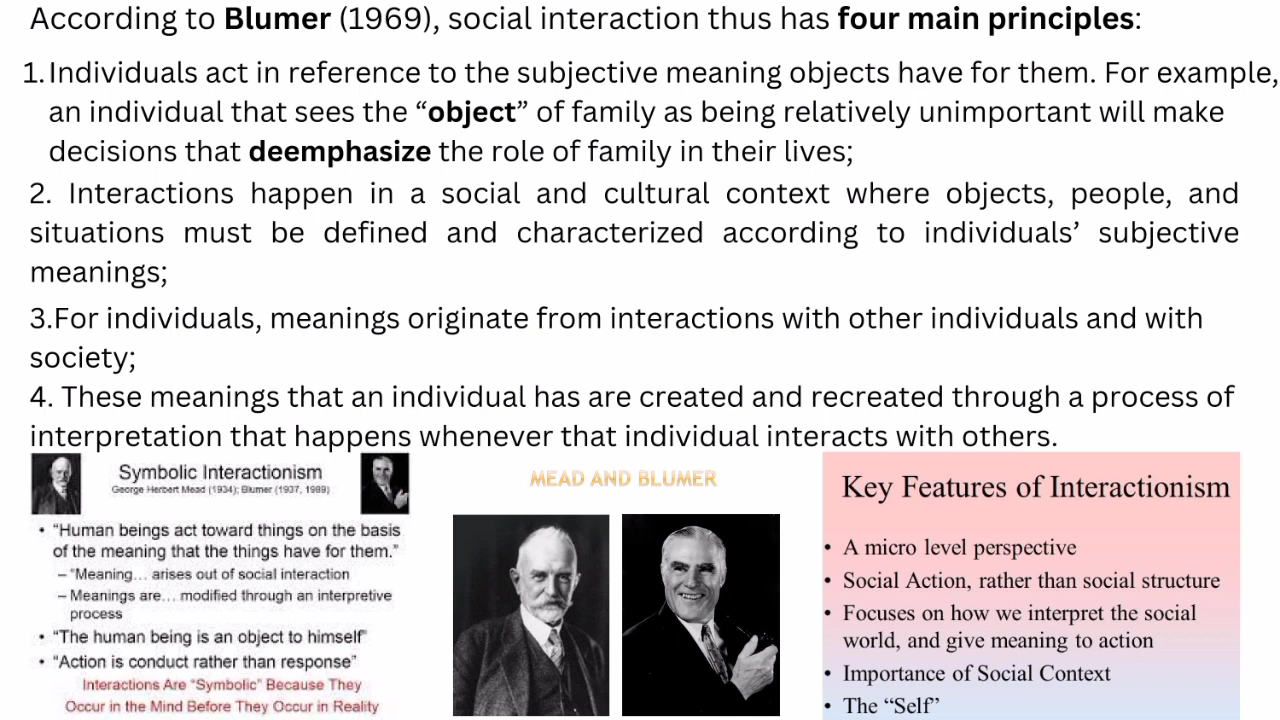 According to Blumer (1969), social interaction thus has four main principles:
1. Individuals act in reference to the subjective meaning objects have for them. For example,
an individual that sees the “object” of family as being relatively unimportant will make
decisions that deemphasize the role of family in their lives;
2. Interactions happen in a social and cultural context where objects, people, and
situations must be defined and characterized according to individuals’ subjective
meanings;
3.For individuals, meanings originate from interactions with other individuals and with
society;
4. These meanings that an individual has are created and recreated through a process of
interpretation that happens whenever that individual interacts with others.
Symbolic Interactionism
George Herbert Mead (1934); Blumer (1937, 1969)
• “Human beings act toward things on the basis
of the meaning that the things have for them.”
– “Meaning… arises out of social interaction
– Meanings are… modified through an interpretive
process
• “The human being is an object to himself”
• “Action is conduct rather than response”
Interactions Are “Symbolic” Because They
Occur in the Mind Before They Occur in Reality
MEAD AND BLUMER
Key Features of Interactionism
• A micro level perspective
• Social Action, rather than social structure
• Focuses on how we interpret the social
world, and give meaning to action
• Importance of Social Context
• The “Self”